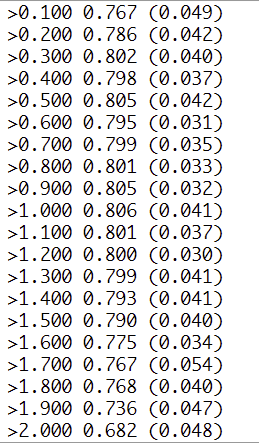 >0.100 0.767 (0.049)
>0.200 0.786 (0.042)
>0.300 0.802 (0.040)
>0.400 0.798 (0.037)
>0.500 0.805 (0.042)
>0.600 0.795 (0.031)
>0.700 0.799 (0.035)
>0.800 0.801 (0.033)
>0.900 0.805 (0.032)
>1.000 0.806 (0.041)
>1.100 0.801 (0.037)
>1.200 0.800 (0.030)
>1.300 0.799 (0.041)
>1.400 0.793 (0.041)
>1.500 0.790 (0.040)
>1.600 0.775 (0.034)
>1.700 0.767 (0.054)
>1.800 0.768 (0.040)
>1.900 0.736 (0.047)
>2.000 0.682 (0.048)